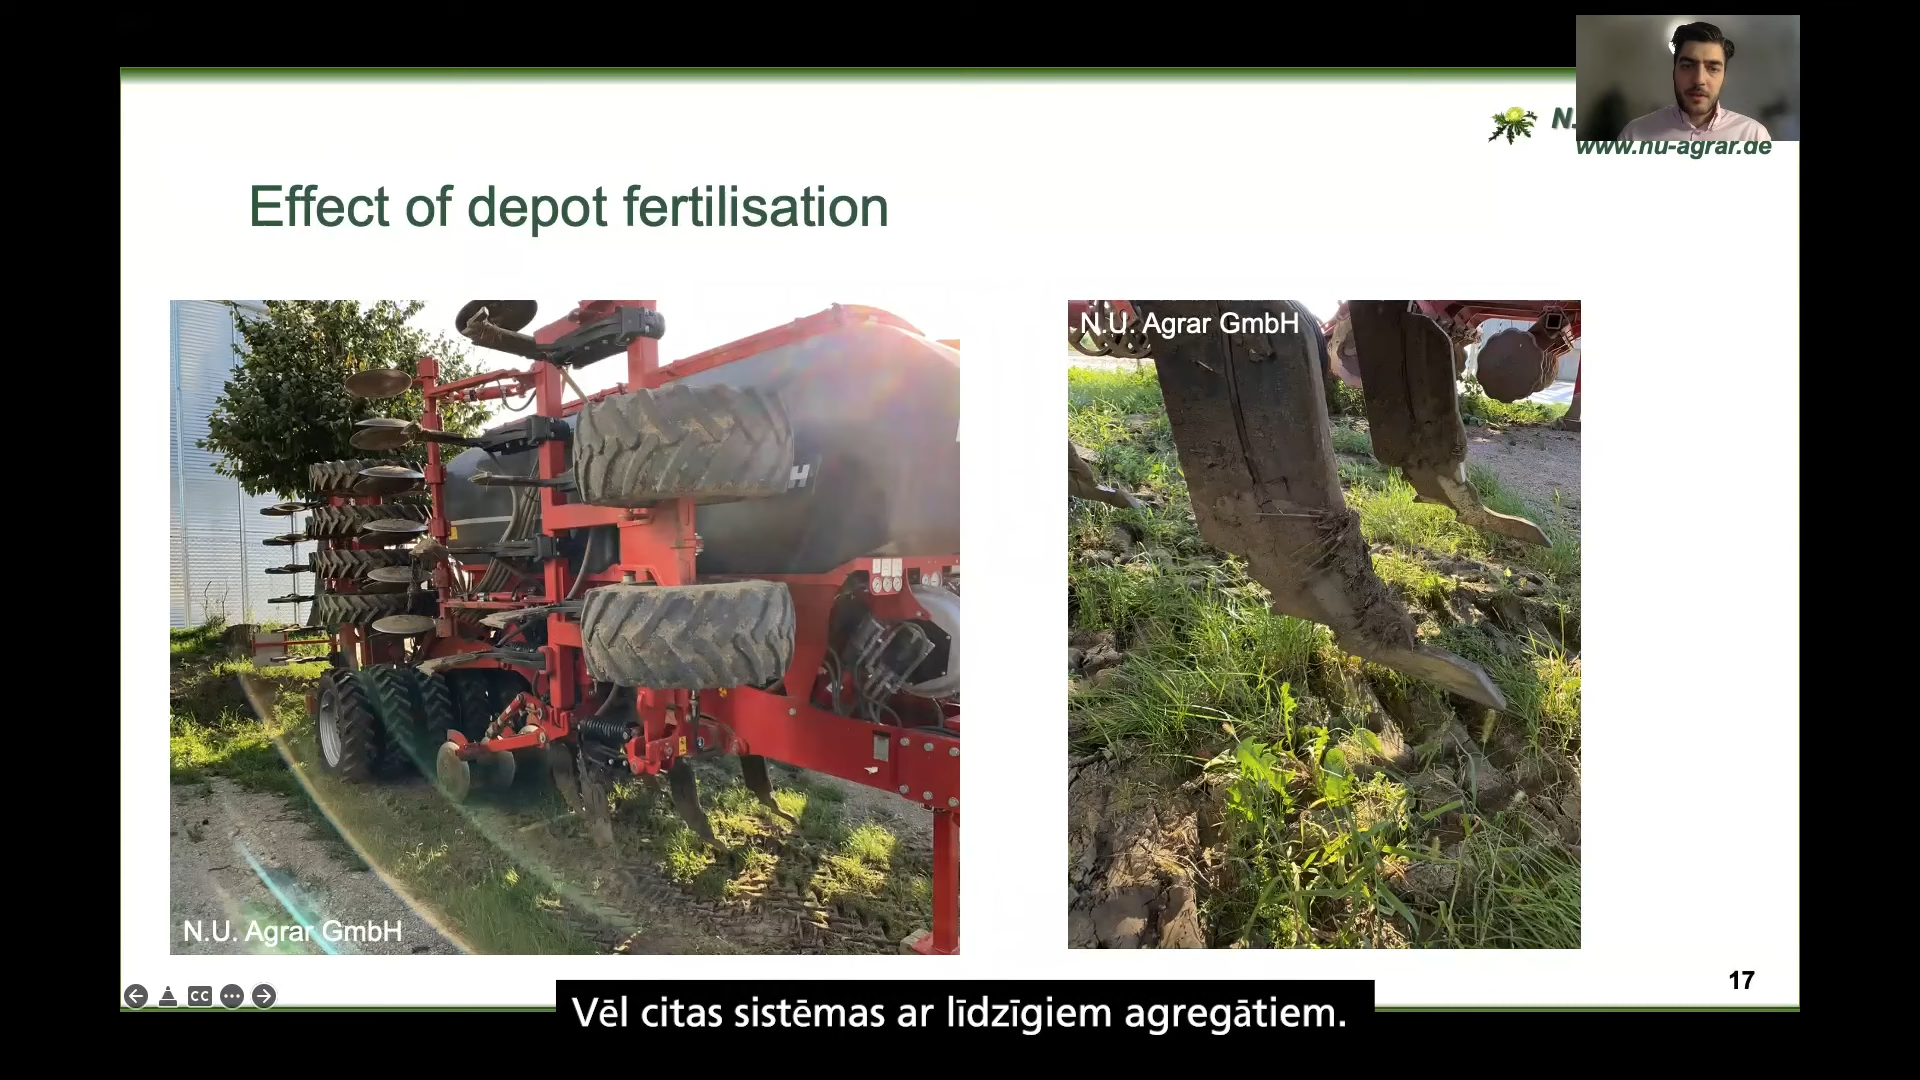 N.
www.nu-agrar.de
Effect of depot fertilisation
N.U. Agrar GmbH
H
N.U. Agrar GmbH
17
CC
Vēl citas sistēmas ar līdzīgiem agregātiem.